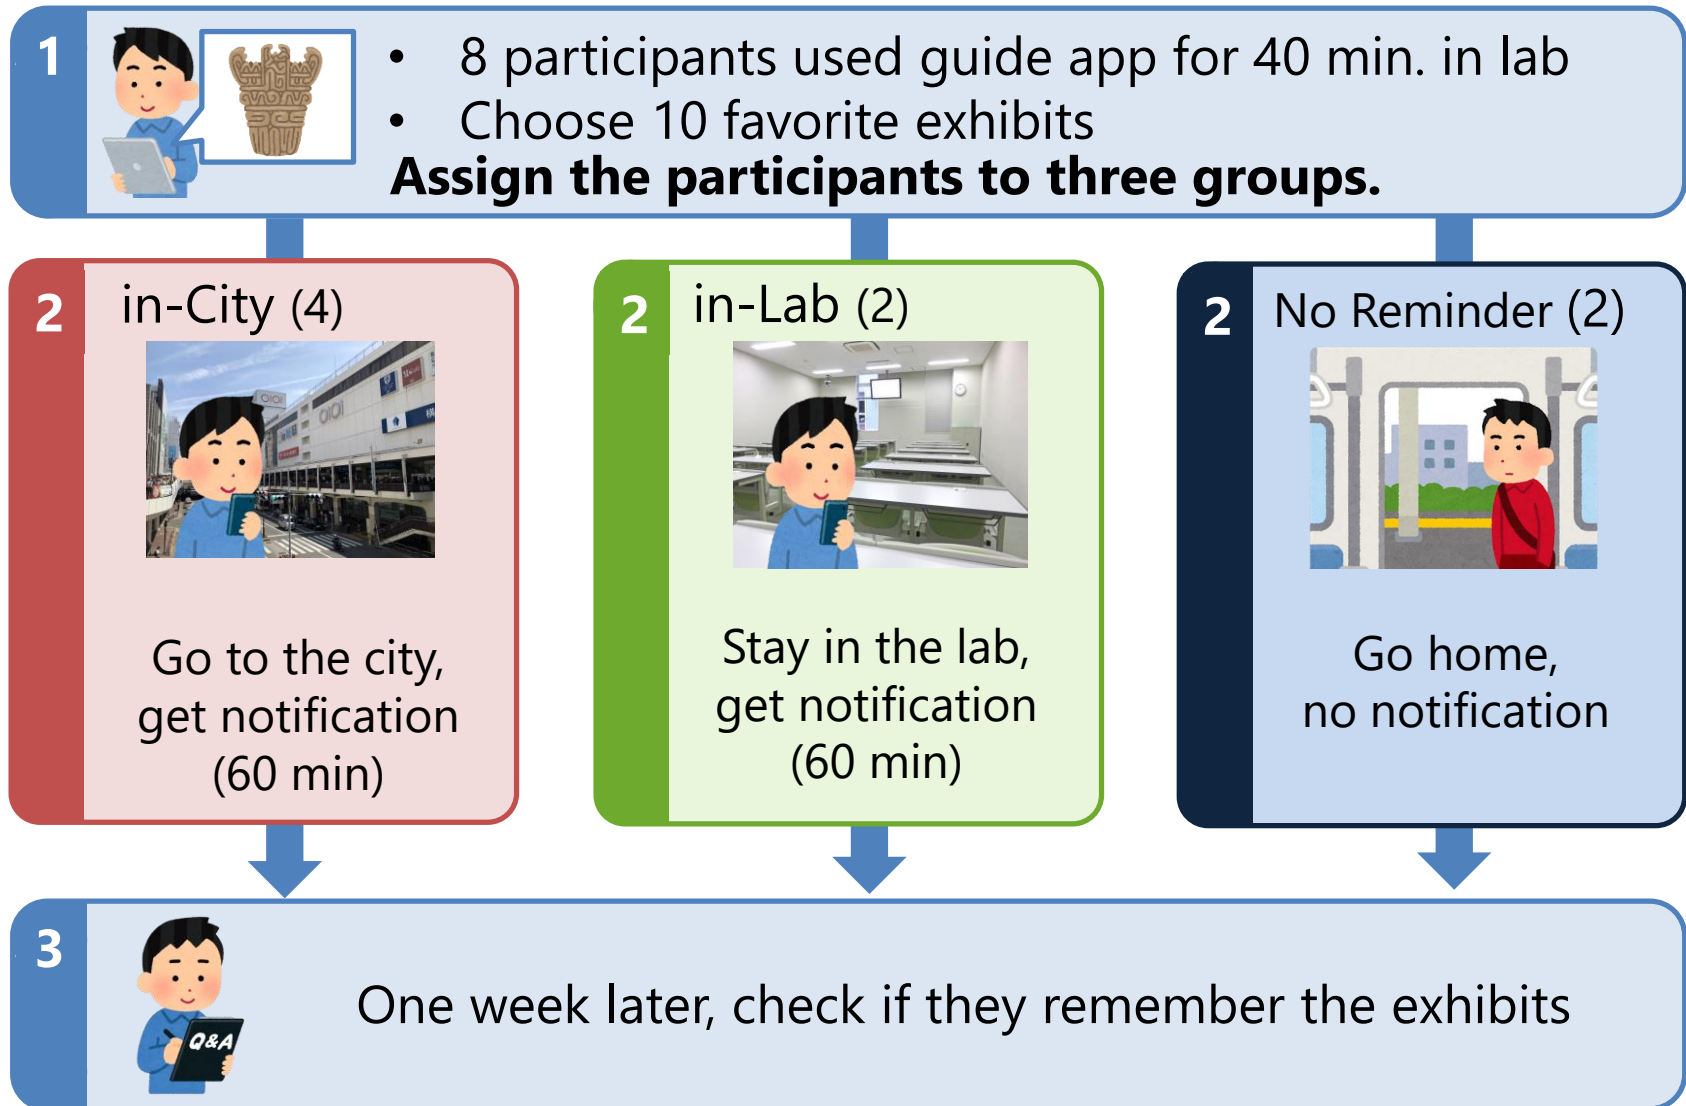 1
• 8 participants used guide app for 40 min. in lab
• Choose 10 favorite exhibits
Assign the participants to three groups.
2
in-City (4)
OIOI
OIOI
Go to the city,
get notification
(60 min)
2
in-Lab (2)
Stay in the lab,
get notification
(60 min)
2
No Reminder (2)
Go home,
no notification
3
Q&A
One week later, check if they remember the exhibits